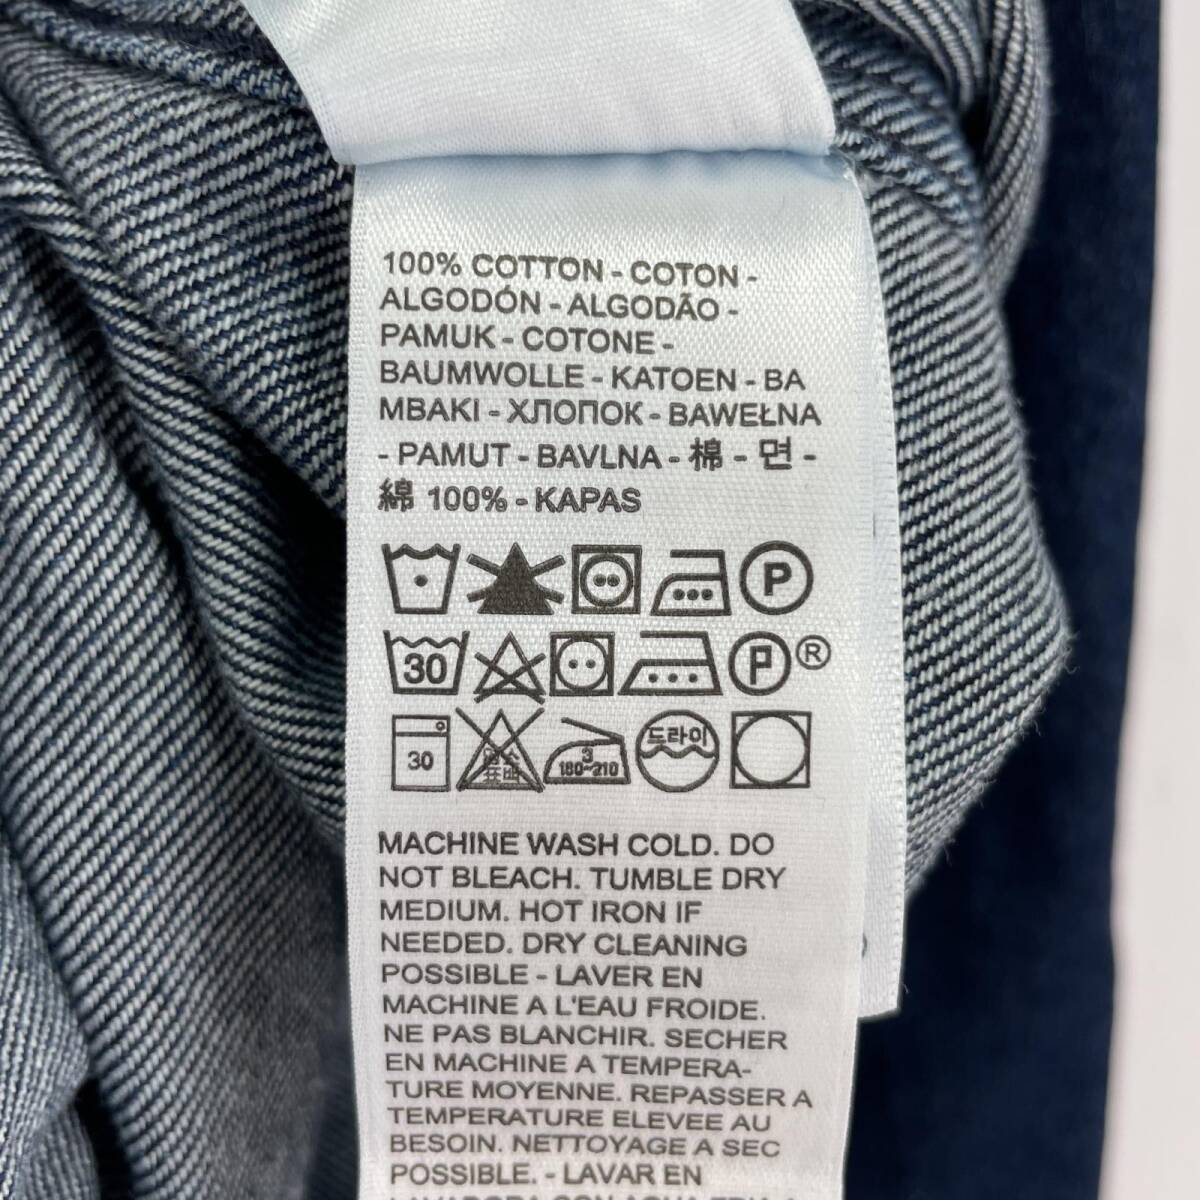 100% COTTON - COTON -
ALGODÓN - ALGODÃO -
PAMUK - COTONE -
BAUMWOLLE - KATOEN - BA
MBAKI - ХЛОПОК - BAWEŁNA
- PAMUT - BAVLNA - 棉 - 면 -
綿 100% - KAPAS
P
30 P ®
30 3 180~210 드라이
MACHINE WASH COLD. DO
NOT BLEACH. TUMBLE DRY
MEDIUM. HOT IRON IF
NEEDED. DRY CLEANING
POSSIBLE - LAVER EN
MACHINE A L'EAU FROIDE.
NE PAS BLANCHIR. SECHER
EN MACHINE A TEMPERA-
TURE MOYENNE. REPASSER A
TEMPERATURE ELEVEE AU
BESOIN. NETTOYAGE A SEC
POSSIBLE. - LAVAR EN